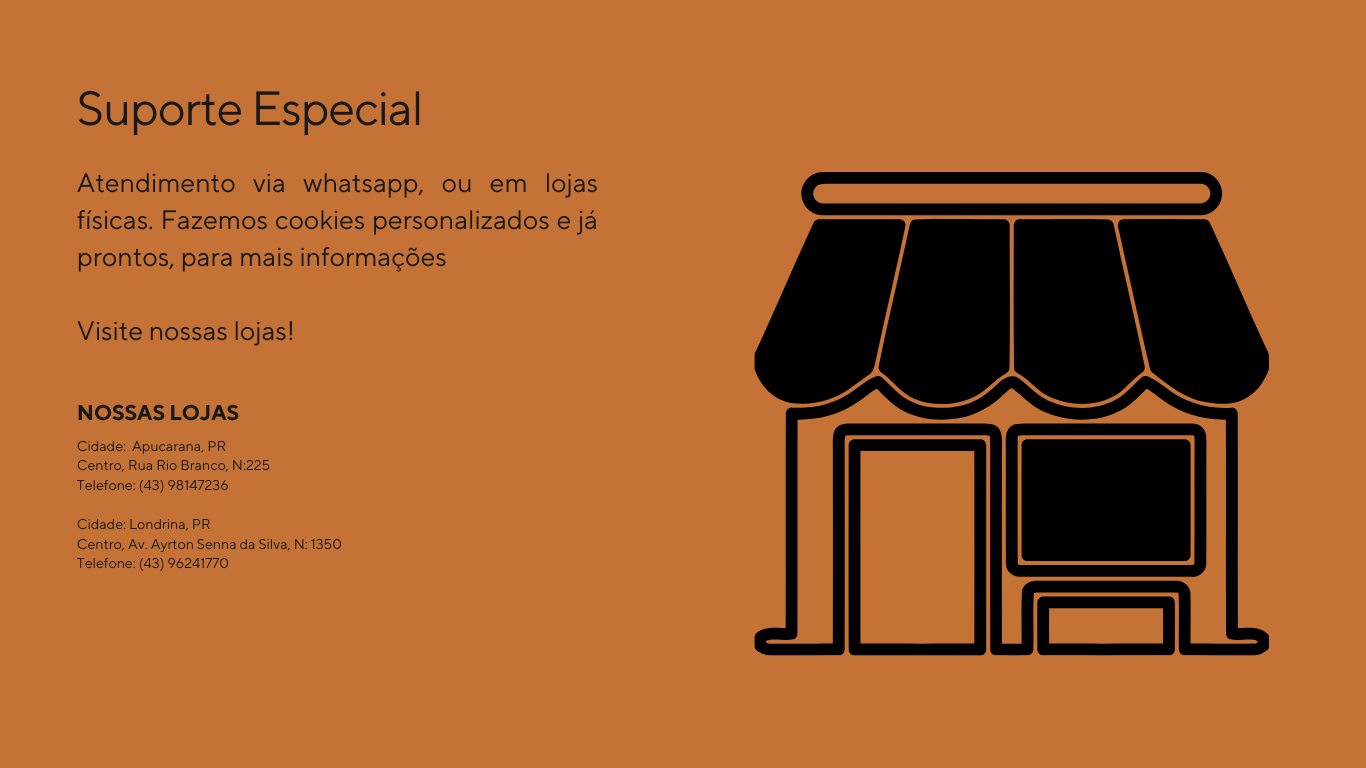 Suporte Especial
Atendimento via whatsapp, ou em lojas
físicas. Fazemos cookies personalizados e já
prontos, para mais informações
Visite nossas lojas!
NOSSAS LOJAS
Cidade:  Apucarana, PR
Centro, Rua Rio Branco, N:225
Telefone: (43) 98147236
Cidade: Londrina, PR
Centro, Av. Ayrton Senna da Silva, N: 1350
Telefone: (43) 96241770